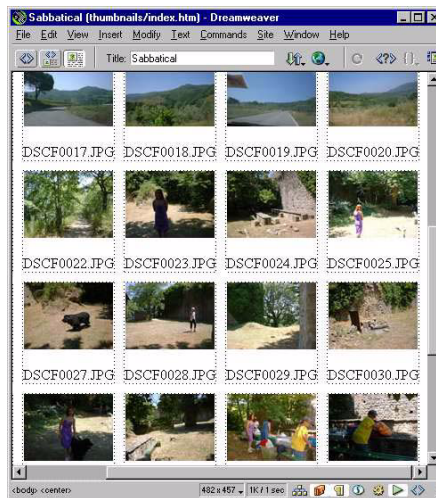 Sabbatical (thumbnails/index.htm) - Dreamweaver
File Edit View Insert Modify Text Commands Site Window Help
Title: Sabbatical
DSCF0017.JPG DSCF0018.JPG DSCF0019.JPG DSCF0020.JPG
DSCF0022.JPG DSCF0023.JPG DSCF0024.JPG DSCF0025.JPG
DSCF0027.JPG DSCF0028.JPG DSCF0029.JPG DSCF0030.JPG
<body> <center> 482 x 457 1K / 1 sec